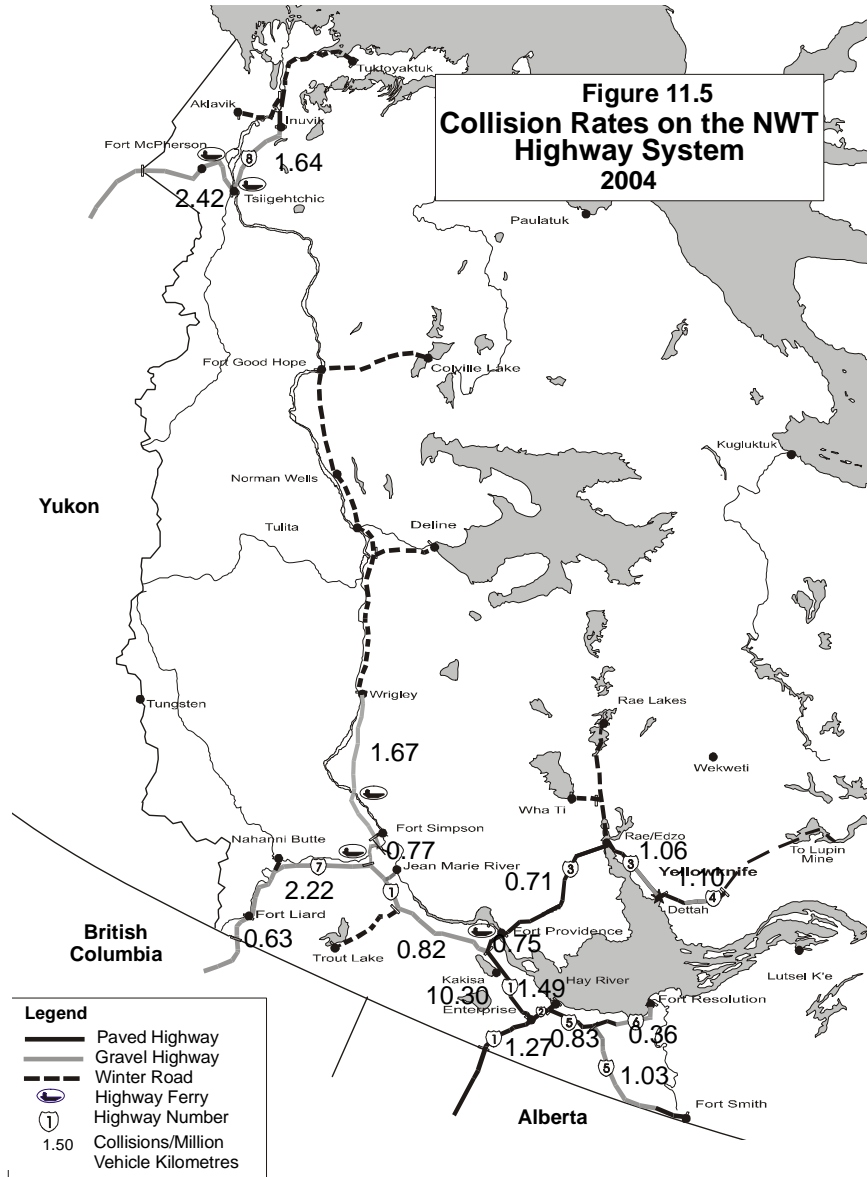 Figure 11.5
Collision Rates on the NWT
Highway System
2004
Tuktoyaktuk
Aklavik
Inuvik
Fort McPherson
8
1.64
2.42
Tsiigehtchic
Paulatuk
Fort Good Hope
Colville Lake
Kugluktuk
Norman Wells
Yukon
Tulita
Deline
Wrigley
Tungsten
Rae Lakes
1.67
Wekweti
Wha Ti
Fort Simpson
Rae/Edzo
To Lupin
Mine
Nahanni Butte
0.77
1.06
3
Yellowknife
7
Jean Marie River
0.71
3
1.10
2.22
4
1
Dettah
Fort Liard
British
Columbia
0.63
Trout Lake
0.82
Fort Providence
0.75
Lutsel K'e
Kakisa
10.30
1
1.49
Hay River
Fort Resolution
Enterprise
2
5
6
1
1.27
0.83
0.36
5
1.03
Fort Smith
Alberta
Legend
Paved Highway
Gravel Highway
Winter Road
Highway Ferry
1
Highway Number
1.50
Collisions/Million
Vehicle Kilometres